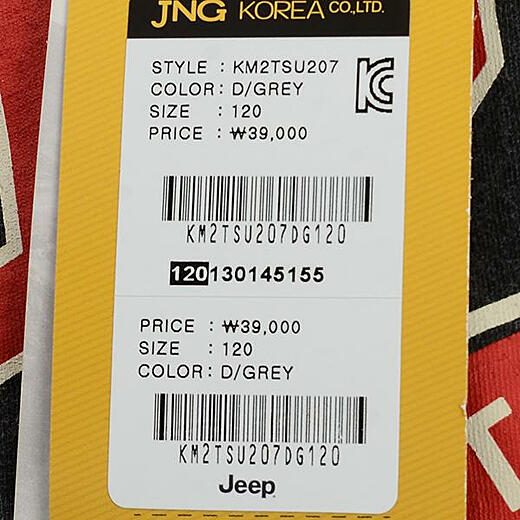 JNG KOREA CO.,LTD.
STYLE : KM2TSU207
COLOR : D/GREY
SIZE : 120
PRICE : ₩39,000
KM2TSU207DG120
120130145155
PRICE : ₩39,000
SIZE : 120
COLOR : D/GREY
KM2TSU207DG120
Jeep